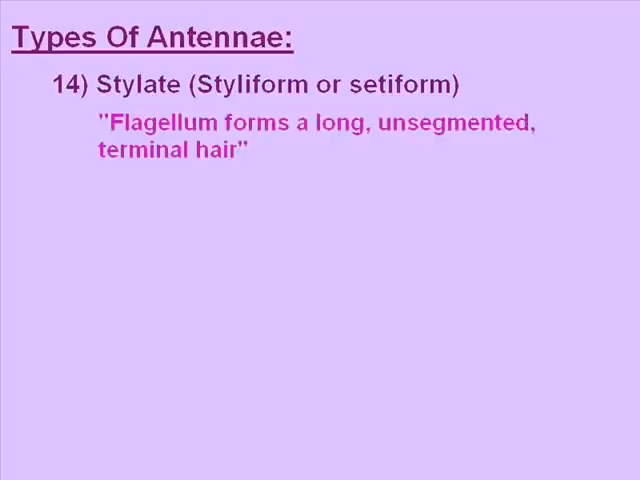 Types Of Antennae:
14) Stylate (Styliform or setiform)
"Flagellum forms a long, unsegmented,
terminal hair"